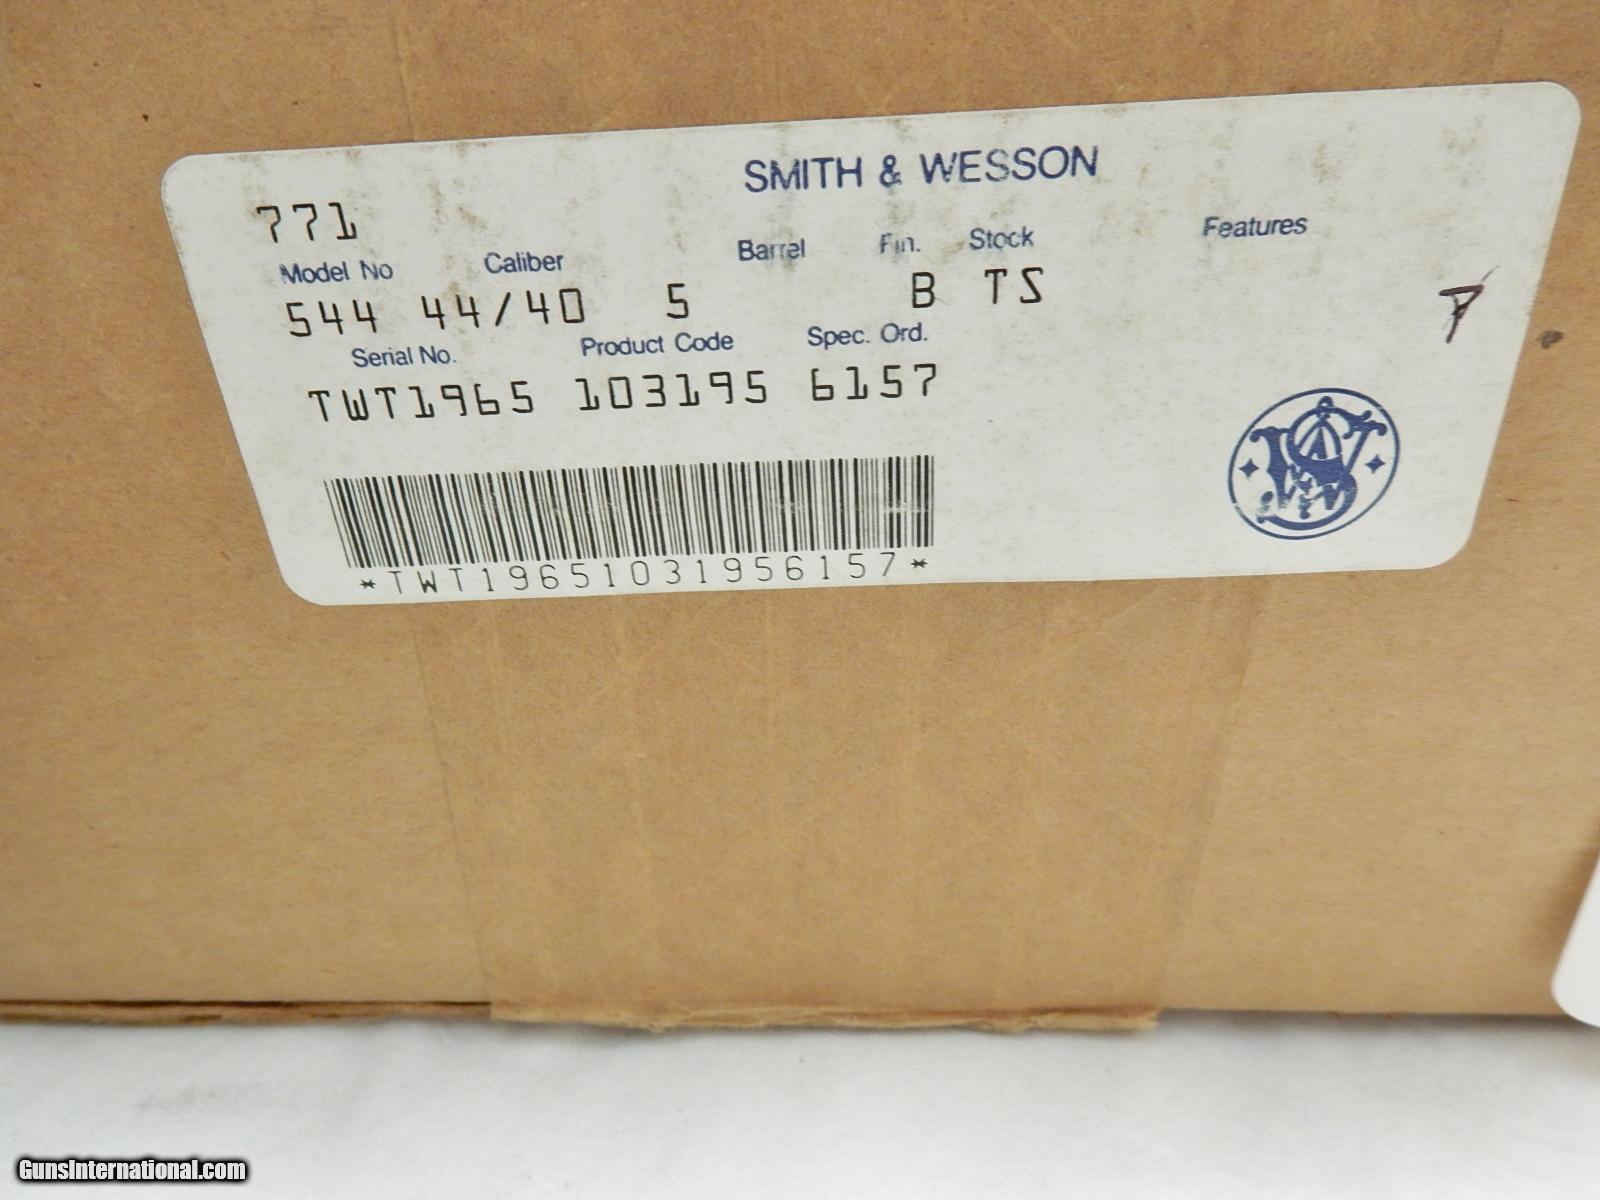 SMITH & WESSON
771
Model No Caliber Barrel Fin. Stock Features
544 44/40 5 B TS
P
Serial No. Product Code Spec. Ord.
TWT1965 103195 6157
*TWT19651031956157*
GunsInternational.com